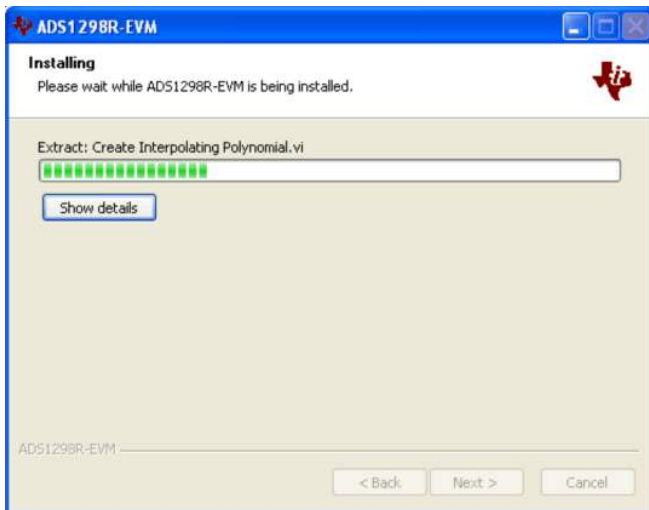 ADS1298R-EVM
Installing
Please wait while ADS1298R-EVM is being installed.
Extract: Create Interpolating Polynomial.vi
Show details
ADS1298R-EVM
< Back
Next >
Cancel